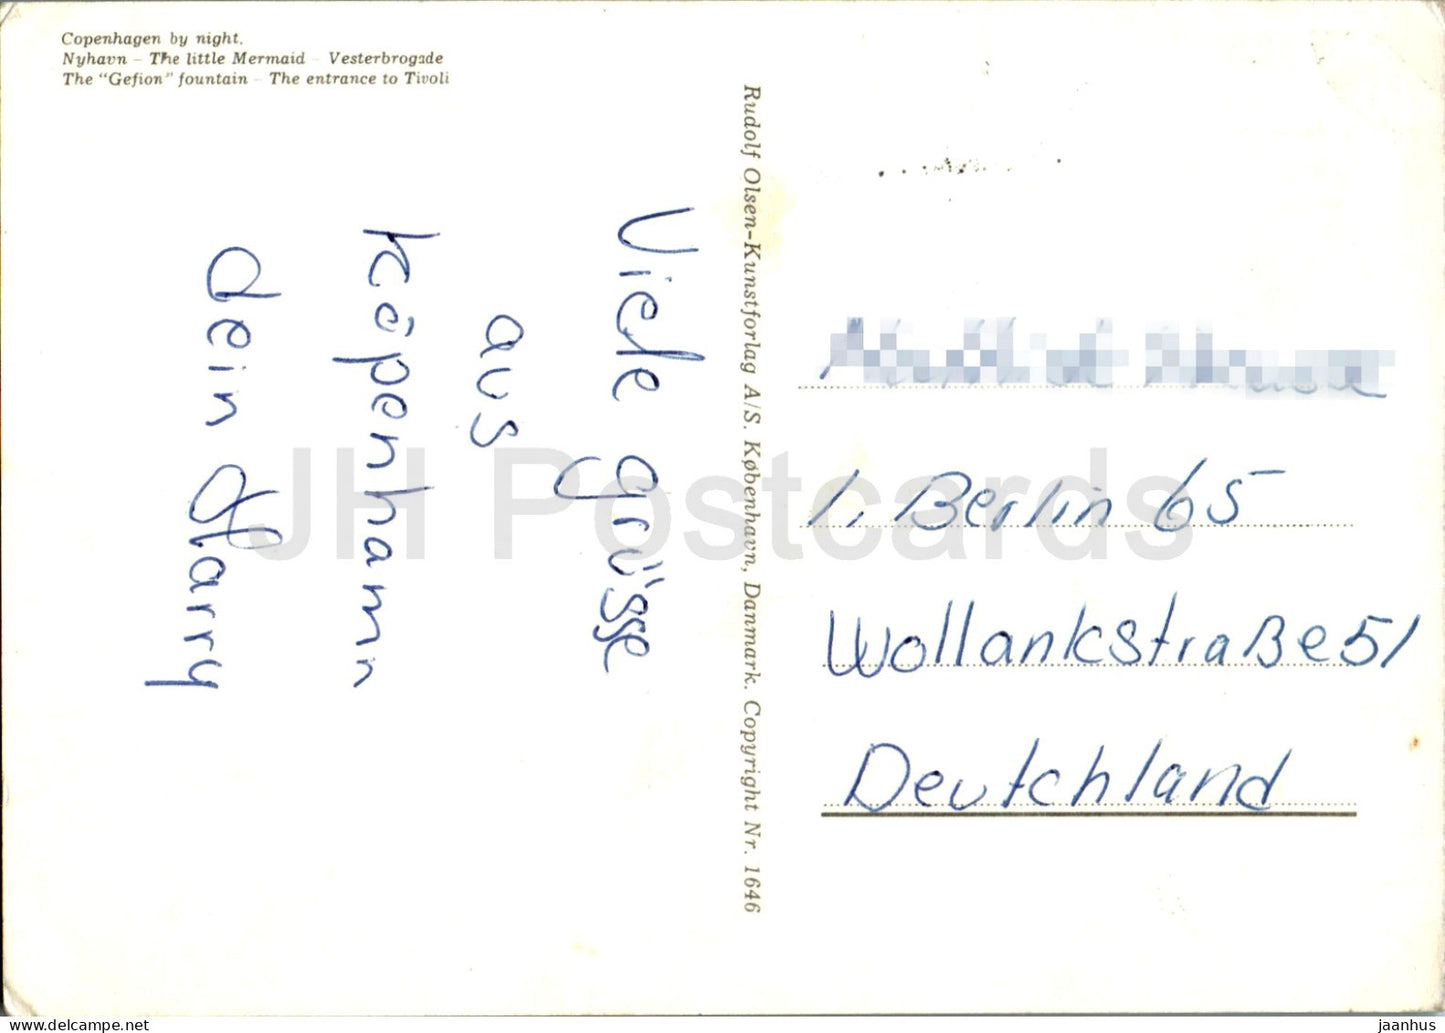 Copenhagen by night.
Nyhavn - The little Mermaid - Vesterbrogade
The "Gefion" fountain - The entrance to Tivoli
Viele grüsse
aus
köpenhamn
dein Harry
Rudolf Olsen-Kunstforlag A/S. København, Danmark. Copyright Nr. 1646
1. Berlin 65
Wollankstraße 51
Deutchland
JH Postcards
delcampe.net
jaanhus